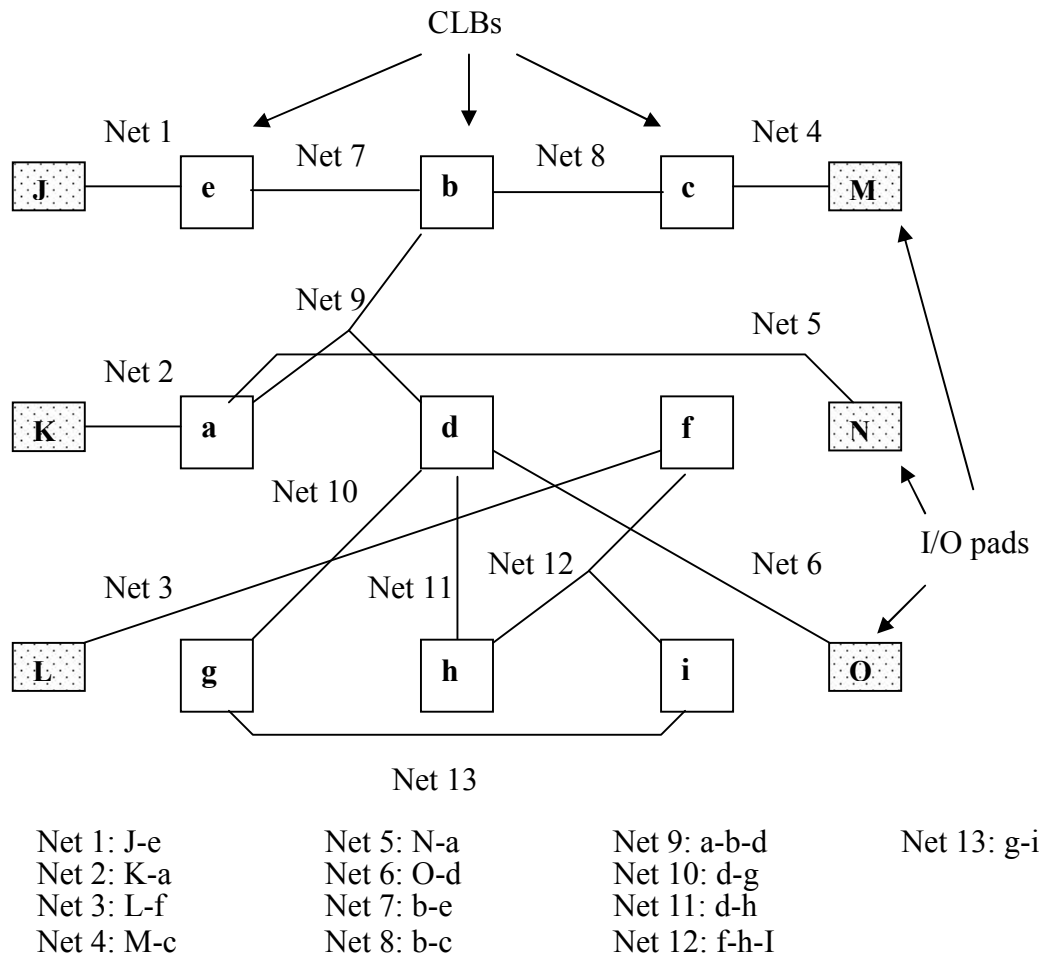 CLBs
Net 1
Net 7
Net 8
Net 4
J
e
b
c
M
Net 9
Net 5
Net 2
K
a
d
f
N
Net 10
I/O pads
Net 3
Net 11
Net 12
Net 6
L
g
h
i
O
Net 13
Net 1: J-e Net 5: N-a Net 9: a-b-d Net 13: g-i
Net 2: K-a Net 6: O-d Net 10: d-g
Net 3: L-f Net 7: b-e Net 11: d-h
Net 4: M-c Net 8: b-c Net 12: f-h-I